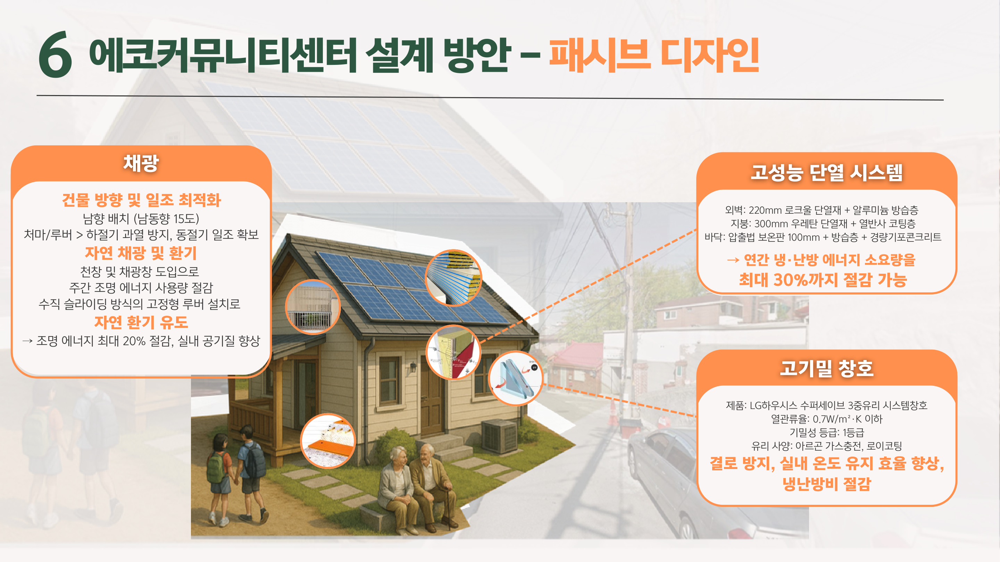 6 에코커뮤니티센터 설계 방안 – 패시브 디자인
채광
건물 방향 및 일조 최적화
남향 배치 (남동향 15도)
처마/루버 > 하절기 과열 방지, 동절기 일조 확보
자연 채광 및 환기
천창 및 채광창 도입으로
주간 조명 에너지 사용량 절감
수직 슬라이딩 방식의 고정형 루버 설치로
자연 환기 유도
→ 조명 에너지 최대 20% 절감, 실내 공기질 향상
고성능 단열 시스템
외벽: 220mm 로크울 단열재 + 알루미늄 방습층
지붕: 300mm 우레탄 단열재 + 열반사 코팅층
바닥: 압출법 보온판 100mm + 방습층 + 경량기포콘크리트
→ 연간 냉·난방 에너지 소요량을
최대 30%까지 절감 가능
고기밀 창호
제품: LG하우시스 수퍼세이브 3중유리 시스템창호
열관류율: 0.7W/m²·K 이하
기밀성 등급: 1등급
유리 사양: 아르곤 가스충전, 로이코팅
결로 방지, 실내 온도 유지 효율 향상,
냉난방비 절감